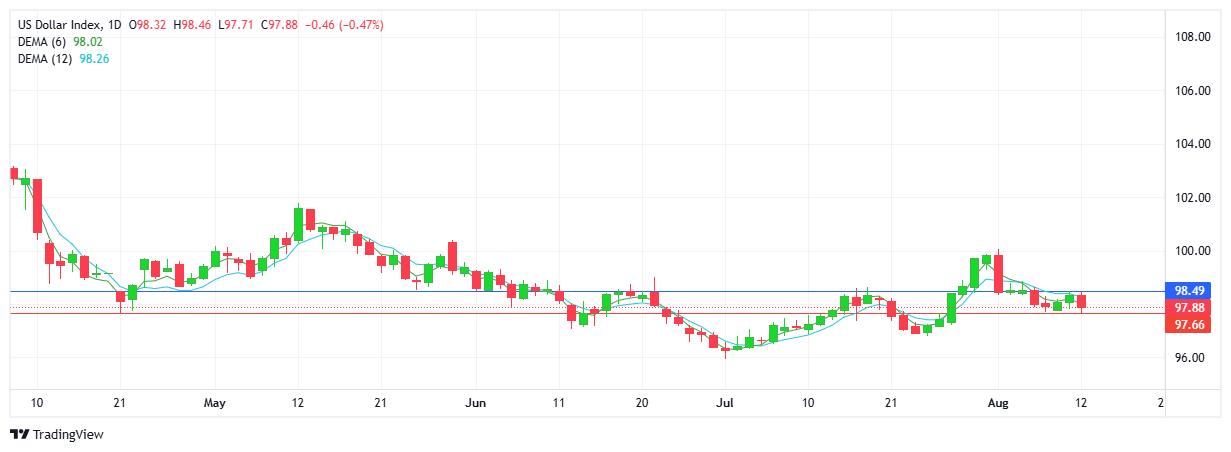 US Dollar Index, 1D O98.32 H98.46 L97.71 C97.88 −0.46 (−0.47%)
DEMA (6) 98.02
DEMA (12) 98.26
108.00
106.00
104.00
102.00
100.00
98.49
97.88
97.66
96.00
10 21 May 12 21 Jun 11 20 Jul 10 21 Aug 12 2
TradingView